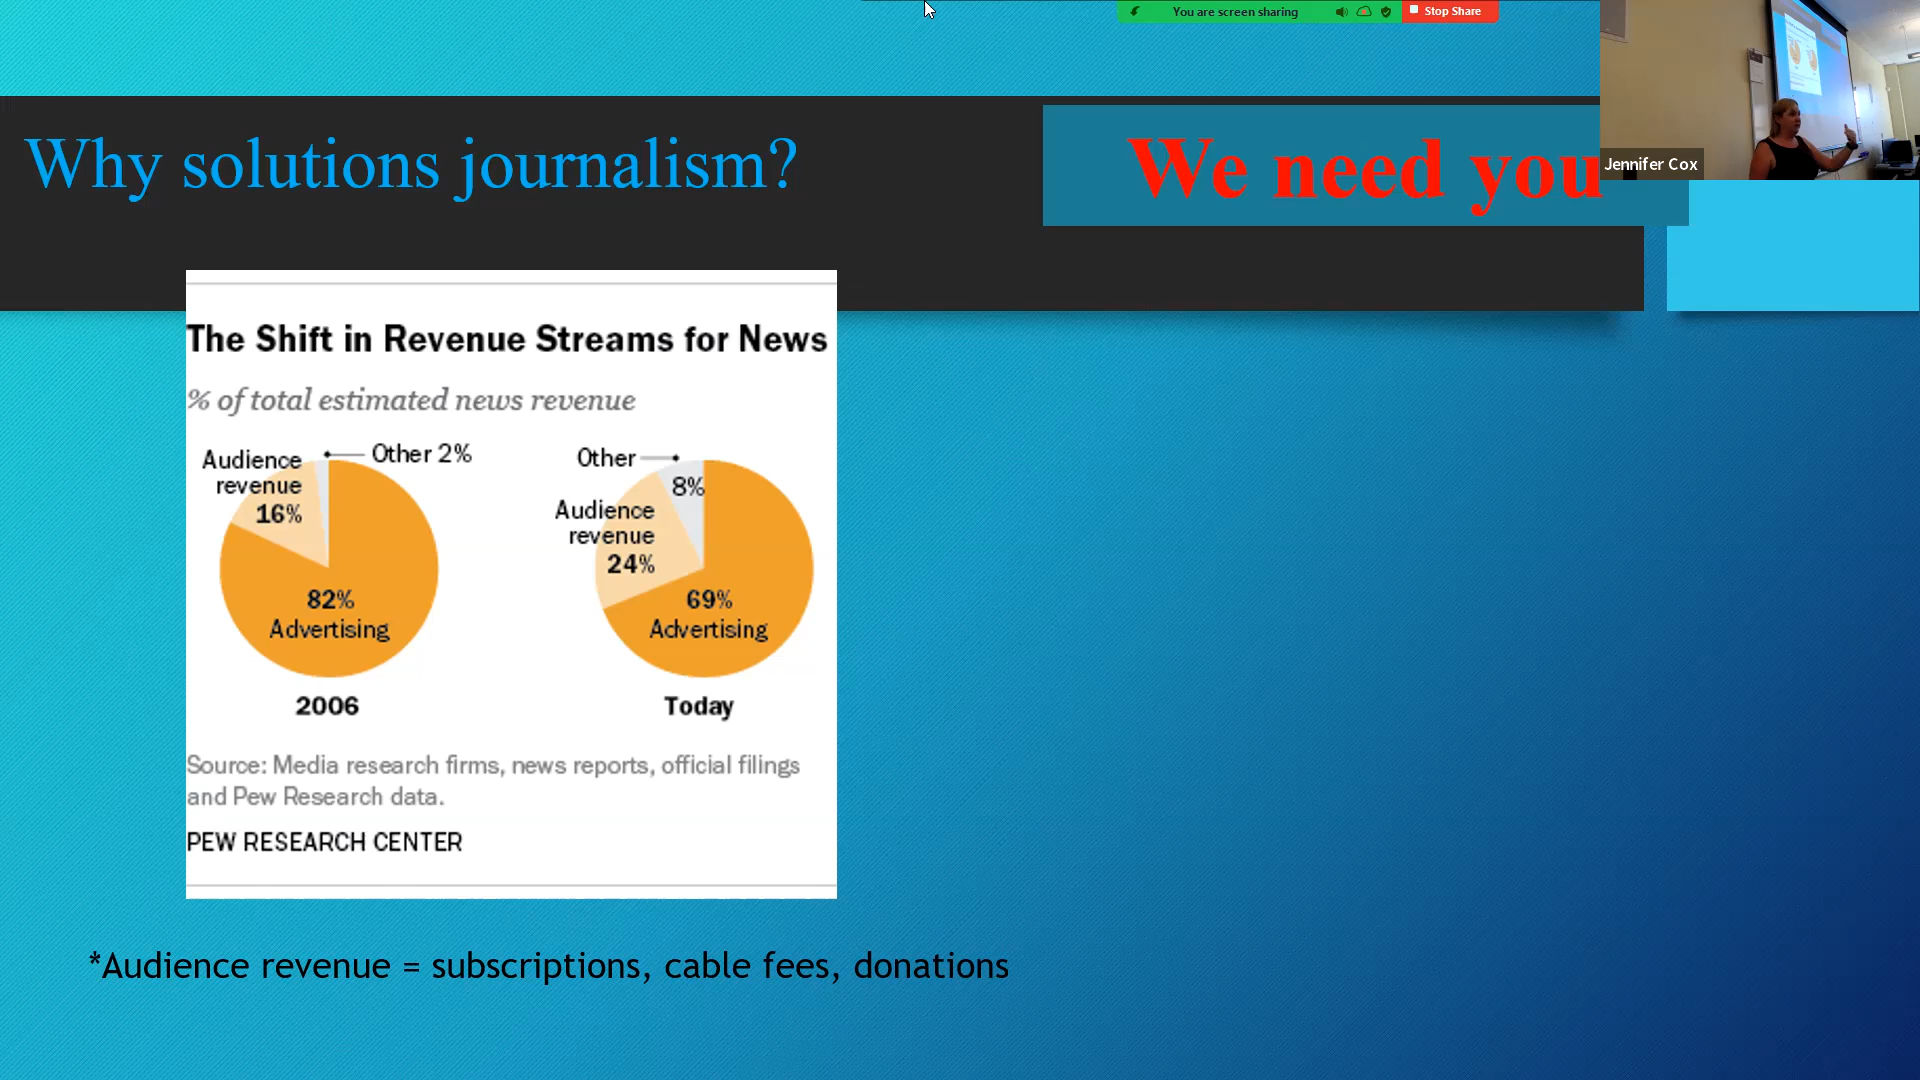 You are screen sharing
Stop Share
Why solutions journalism?
We need you
Jennifer Cox
The Shift in Revenue Streams for News
% of total estimated news revenue
Audience
revenue
16%
Other 2%
82%
Advertising
2006
Other
8%
Audience
revenue
24%
69%
Advertising
Today
Source: Media research firms, news reports, official filings
and Pew Research data.
PEW RESEARCH CENTER
*Audience revenue = subscriptions, cable fees, donations